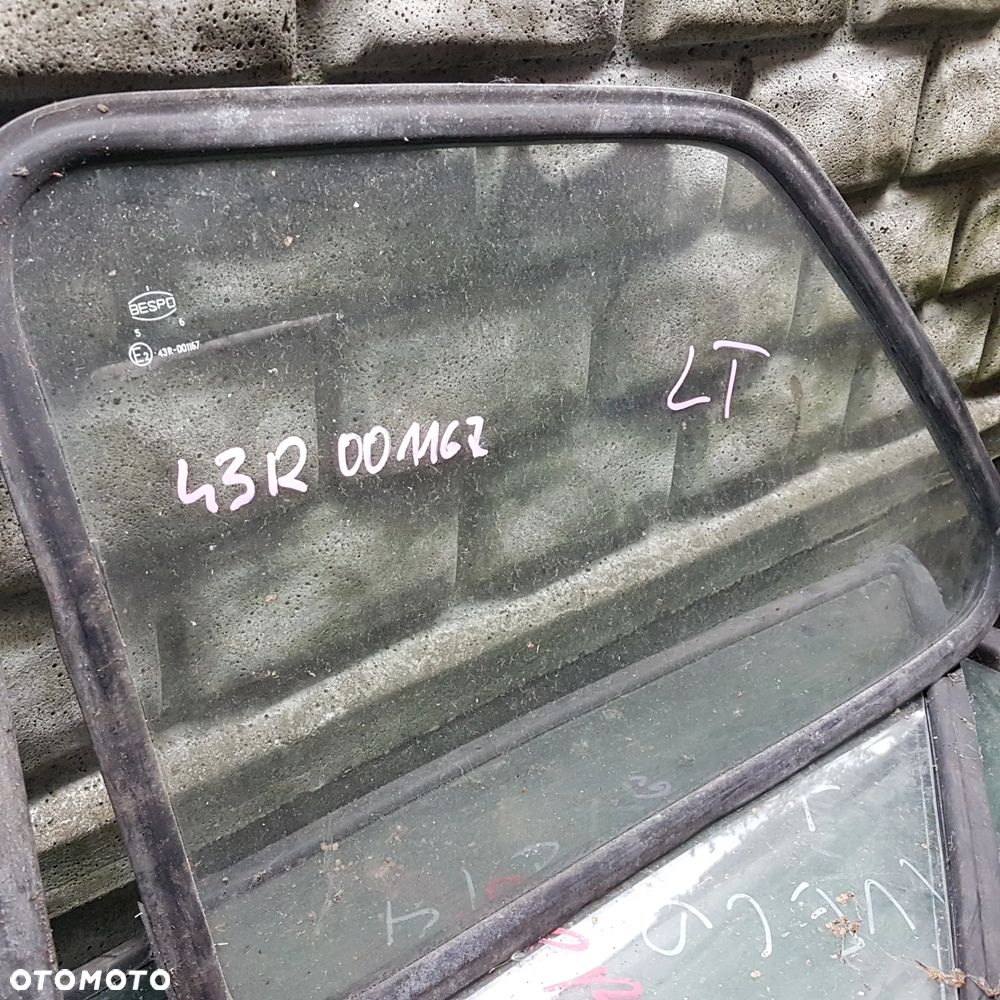 I
BESPO
5 6
E2 43R-001167
LT
43R 001167
OTOMOTO